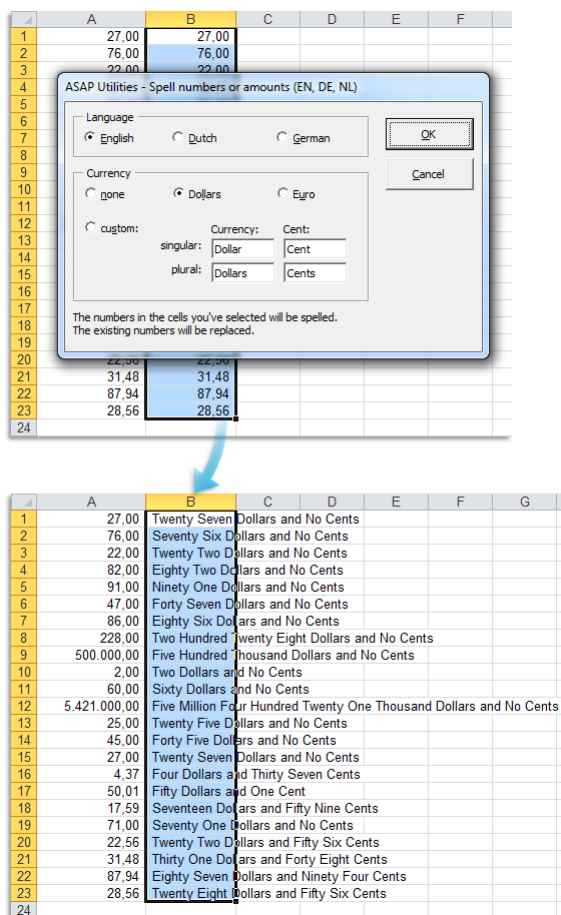 A B C D E F
1 27,00 27,00
2 76,00 76,00
3 22,00 22,00
4 ASAP Utilities - Spell numbers or amounts (EN, DE, NL)
5
6 Language
7 English Dutch German OK
8
9 Currency Cancel
10 none Dollars Euro
11
12 custom: Currency: Cent:
13 singular: Dollar Cent
14
15 plural: Dollars Cents
16
17 The numbers in the cells you've selected will be spelled.
18 The existing numbers will be replaced.
19
20 22,56 22,56
21 31,48 31,48
22 87,94 87,94
23 28,56 28,56
24
A B C D E F G
1 27,00 Twenty Seven Dollars and No Cents
2 76,00 Seventy Six Dollars and No Cents
3 22,00 Twenty Two Dollars and No Cents
4 82,00 Eighty Two Dollars and No Cents
5 91,00 Ninety One Dollars and No Cents
6 47,00 Forty Seven Dollars and No Cents
7 86,00 Eighty Six Dollars and No Cents
8 228,00 Two Hundred Twenty Eight Dollars and No Cents
9 500.000,00 Five Hundred Thousand Dollars and No Cents
10 2,00 Two Dollars and No Cents
11 60,00 Sixty Dollars and No Cents
12 5.421.000,00 Five Million Four Hundred Twenty One Thousand Dollars and No Cents
13 25,00 Twenty Five Dollars and No Cents
14 45,00 Forty Five Dollars and No Cents
15 27,00 Twenty Seven Dollars and No Cents
16 4,37 Four Dollars and Thirty Seven Cents
17 50,01 Fifty Dollars and One Cent
18 17,59 Seventeen Dollars and Fifty Nine Cents
19 71,00 Seventy One Dollars and No Cents
20 22,56 Twenty Two Dollars and Fifty Six Cents
21 31,48 Thirty One Dollars and Forty Eight Cents
22 87,94 Eighty Seven Dollars and Ninety Four Cents
23 28,56 Twenty Eight Dollars and Fifty Six Cents
24